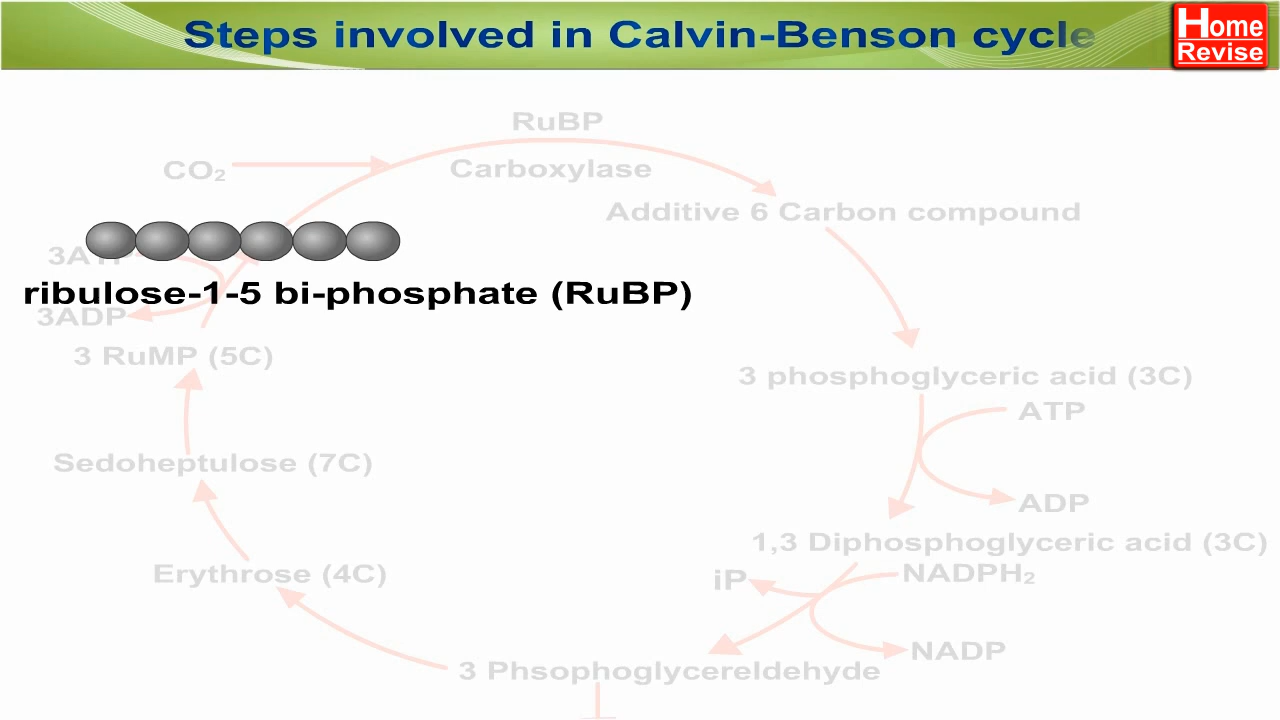 Steps involved in Calvin-Benson cycle
Home
Revise
RuBP
CO₂
Carboxylase
Additive 6 Carbon compound
3ATP
ribulose-1-5 bi-phosphate (RuBP)
3ADP
3 RuMP (5C)
3 phosphoglyceric acid (3C)
ATP
Sedoheptulose (7C)
ADP
1,3 Diphosphoglyceric acid (3C)
Erythrose (4C)
iP
NADPH₂
NADP
3 Phsophoglycereldehyde